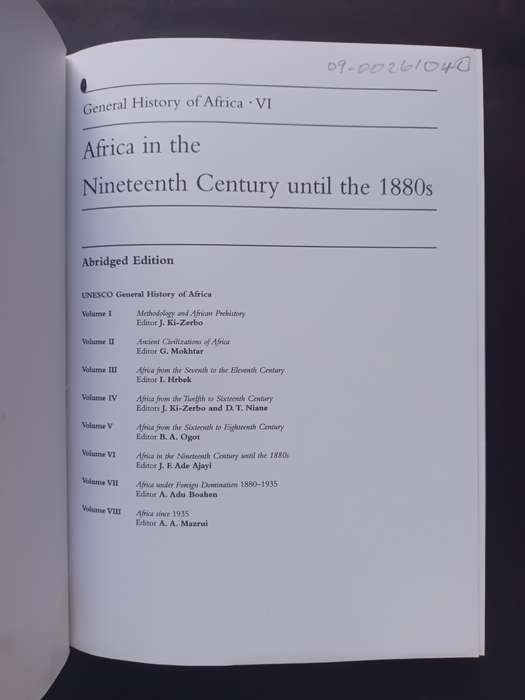 09-00261040
General History of Africa · VI
Africa in the
Nineteenth Century until the 1880s
Abridged Edition
UNESCO General History of Africa
Volume I Methodology and African Prehistory
Editor J. Ki-Zerbo
Volume II Ancient Civilizations of Africa
Editor G. Mokhtar
Volume III Africa from the Seventh to the Eleventh Century
Editor I. Hrbek
Volume IV Africa from the Twelfth to Sixteenth Century
Editors J. Ki-Zerbo and D. T. Niane
Volume V Africa from the Sixteenth to Eighteenth Century
Editor B. A. Ogot
Volume VI Africa in the Nineteenth Century until the 1880s
Editor J. F. Ade Ajayi
Volume VII Africa under Foreign Domination 1880–1935
Editor A. Adu Boahen
Volume VIII Africa since 1935
Editor A. A. Mazrui